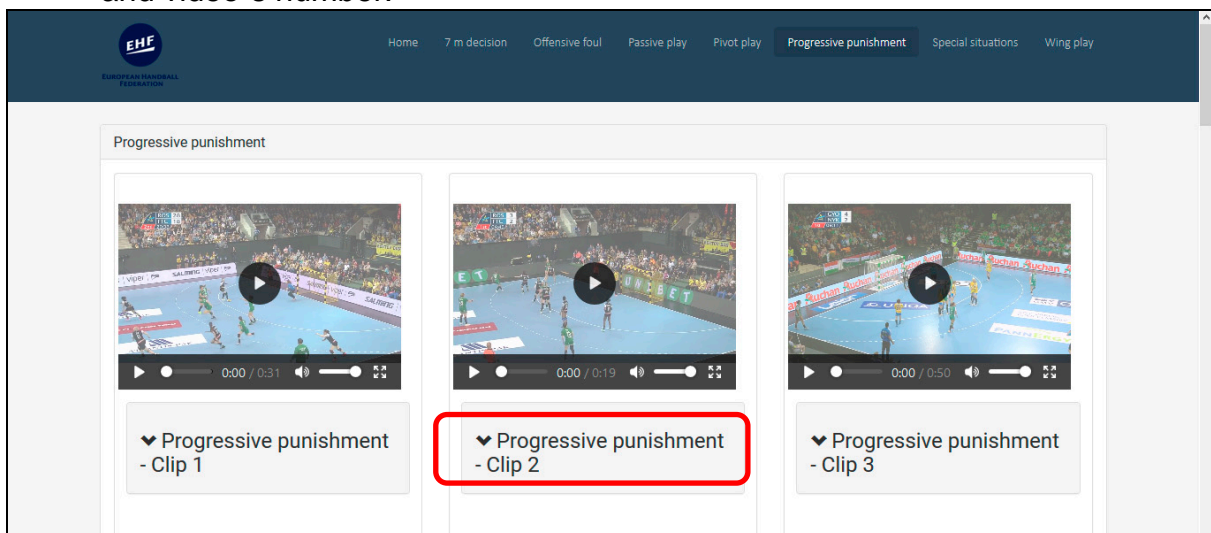 EHF
EUROPEAN HANDBALL
FEDERATION
Home 7 m decision Offensive foul Passive play Pivot play Progressive punishment Special situations Wing play
Progressive punishment
0:00 / 0:31
0:00 / 0:19
0:00 / 0:50
Progressive punishment
- Clip 1
Progressive punishment
- Clip 2
Progressive punishment
- Clip 3